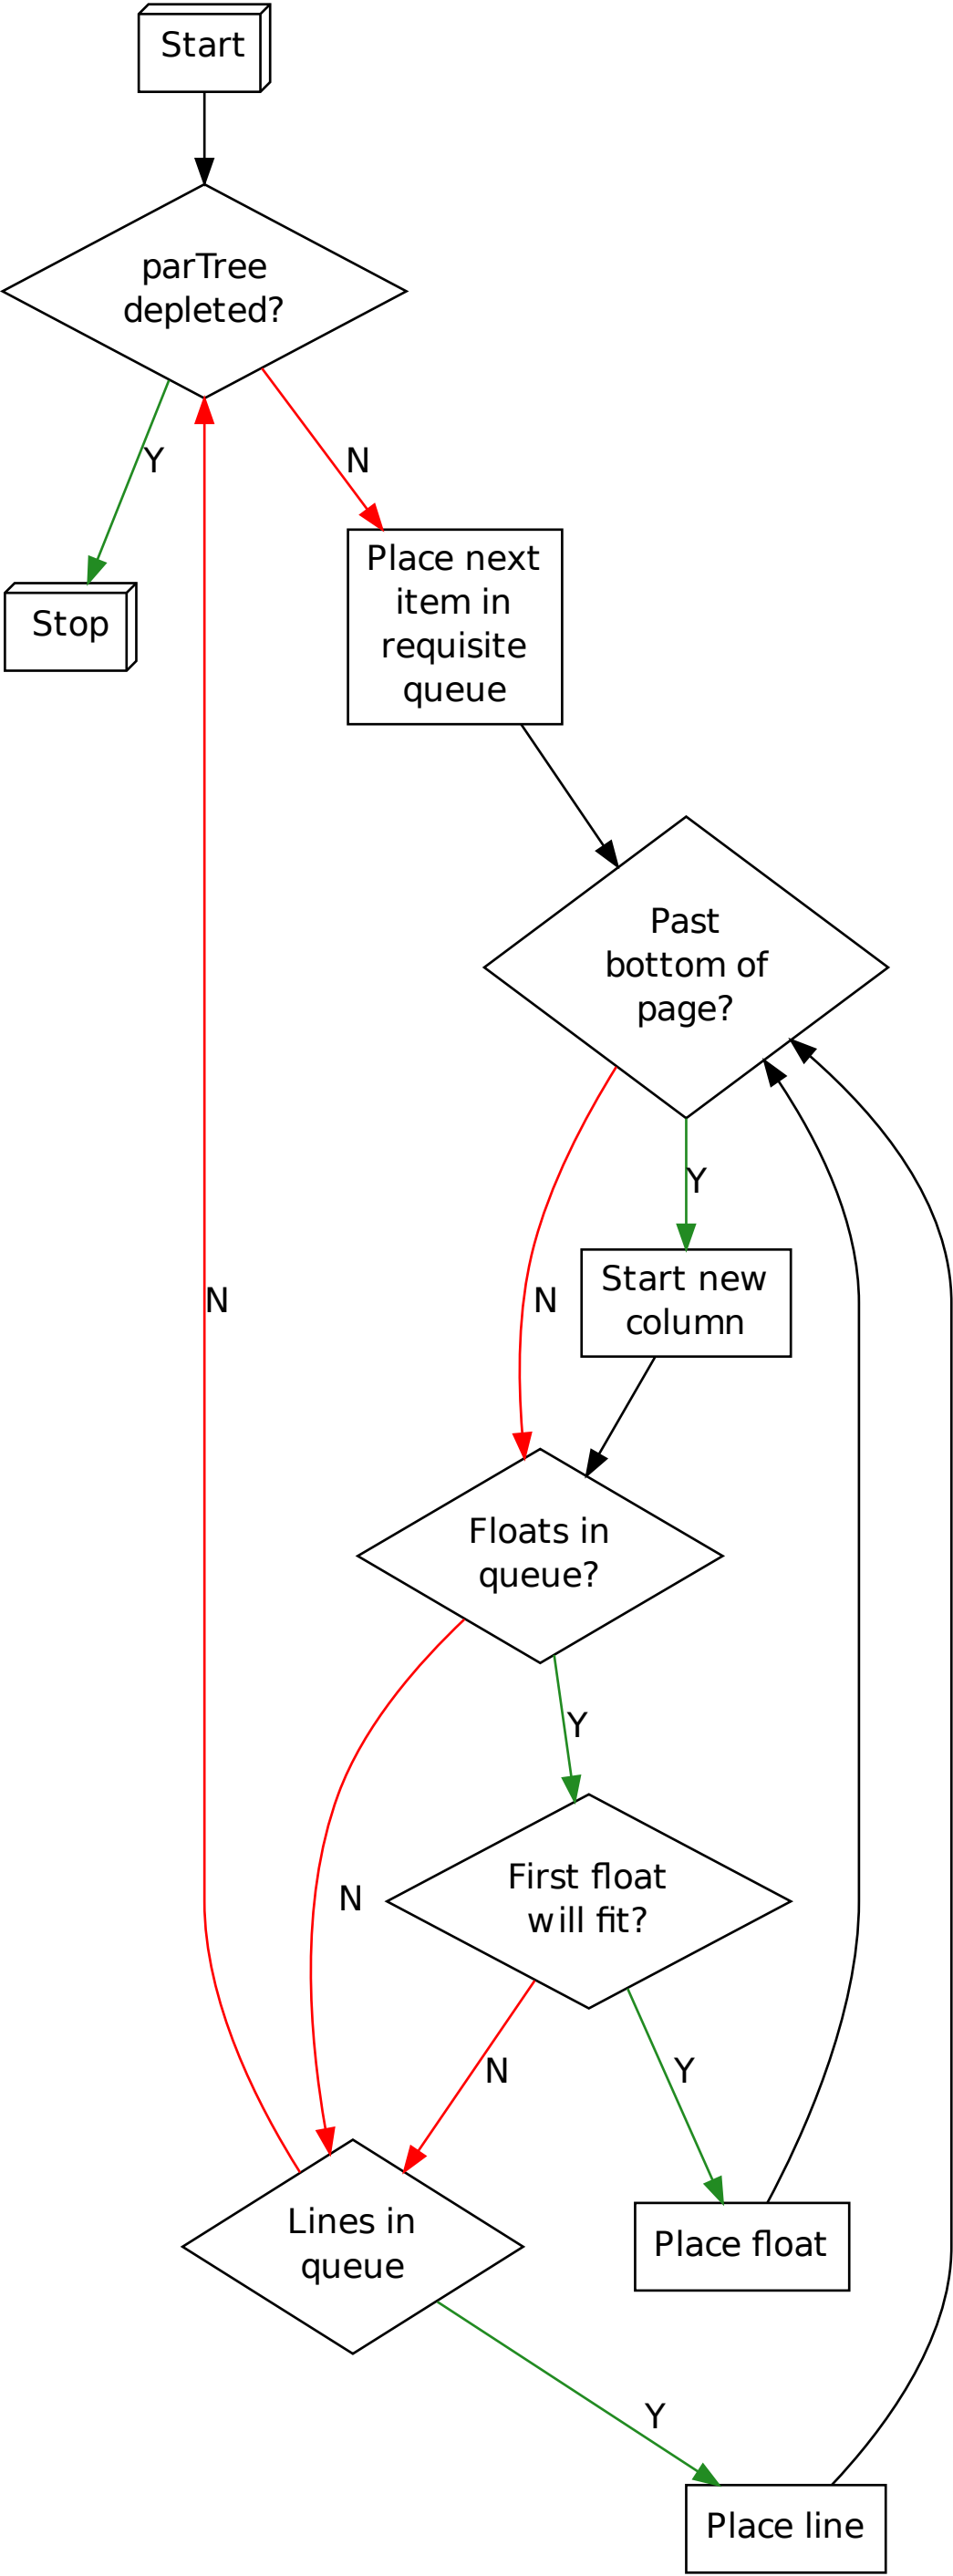 Start
parTree
depleted?
Y
N
Place next
item in
requisite
queue
Stop
Past
bottom of
page?
Y
N
Start new
column
N
Floats in
queue?
Y
First float
will fit?
N
N
Y
Lines in
queue
Place float
Y
Place line